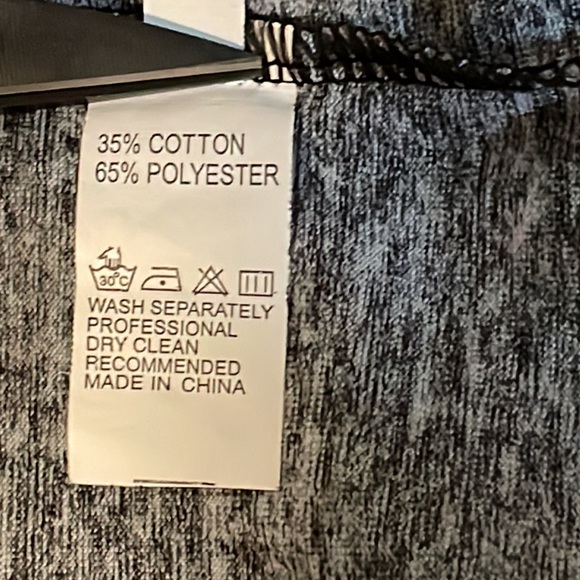 35% COTTON
65% POLYESTER
30°C
WASH SEPARATELY
PROFESSIONAL
DRY CLEAN
RECOMMENDED
MADE IN CHINA